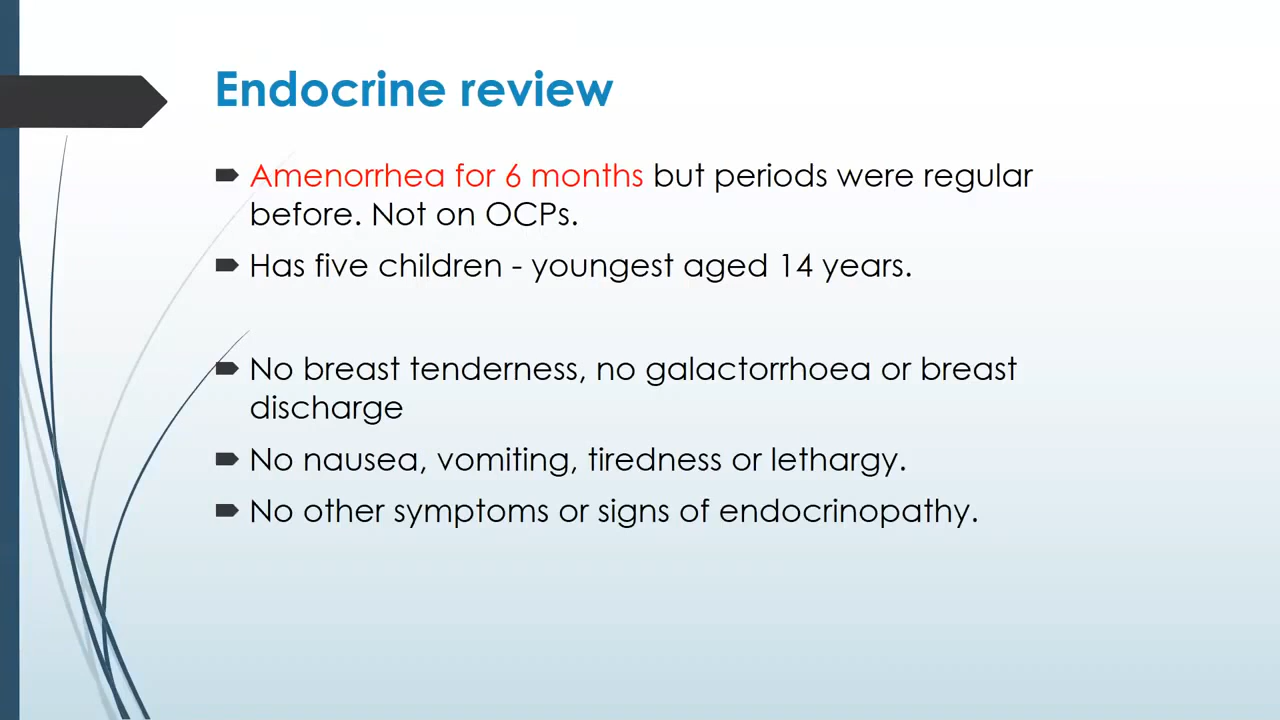 Endocrine review
Amenorrhea for 6 months but periods were regular
before. Not on OCPs.
Has five children - youngest aged 14 years.
No breast tenderness, no galactorrhoea or breast
discharge
No nausea, vomiting, tiredness or lethargy.
No other symptoms or signs of endocrinopathy.